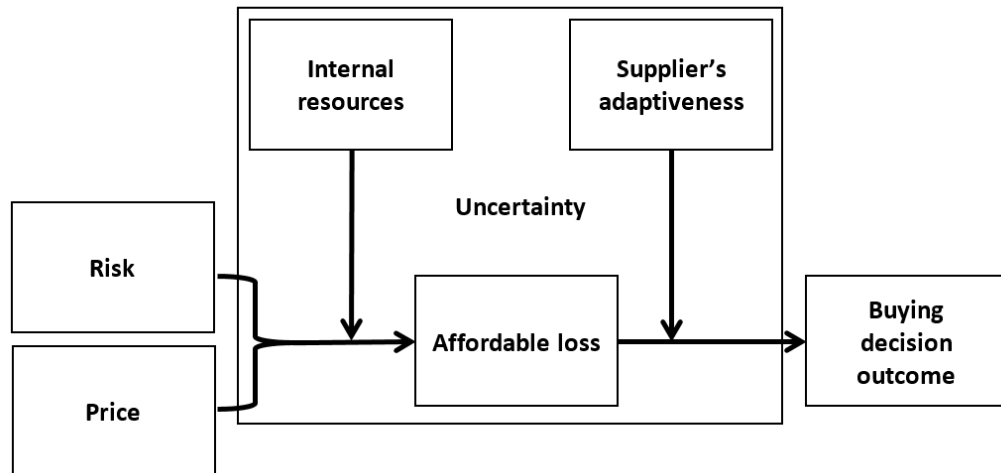 Internal
resources
Supplier's
adaptiveness
Uncertainty
Risk
Affordable loss
Buying
decision
outcome
Price